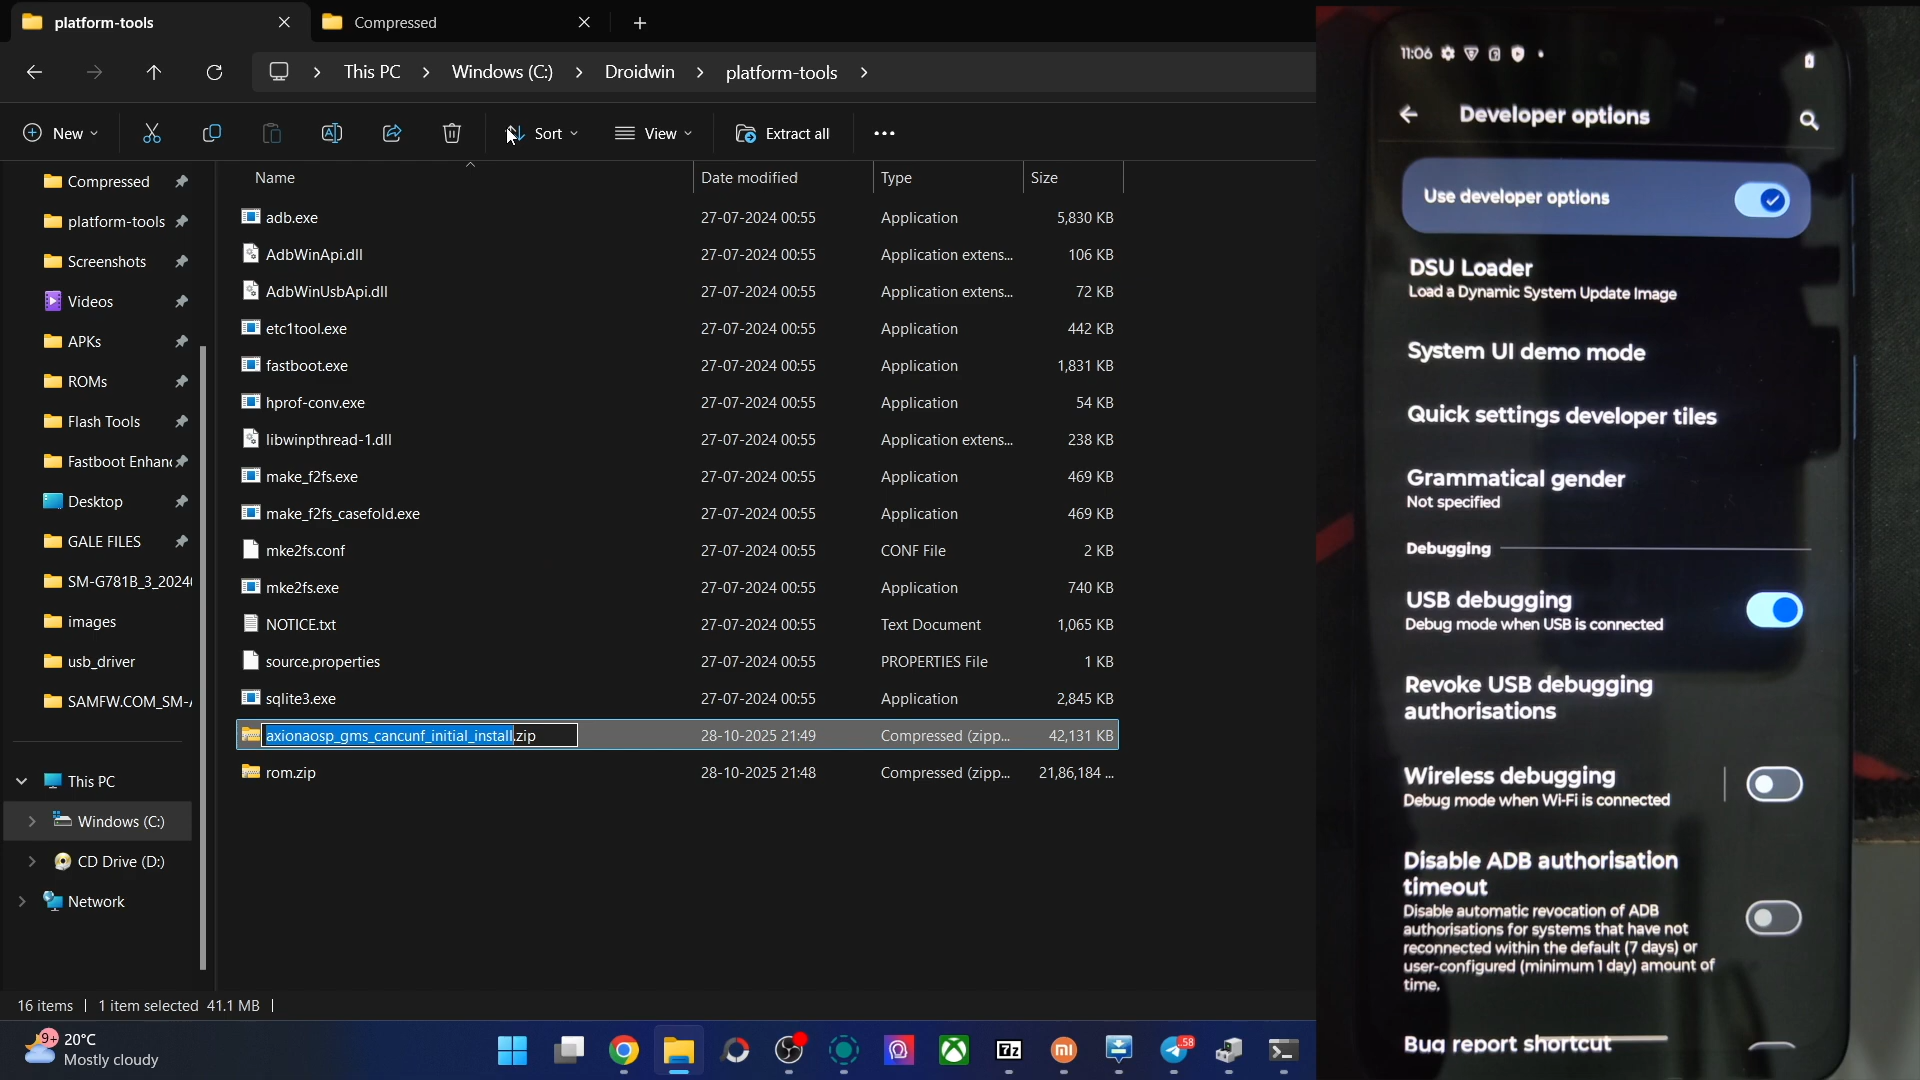 platform-tools
Compressed
This PC
Windows (C:)
Droidwin
platform-tools
New
Sort
View
Extract all
Name
Date modified
Type
Size
Compressed
platform-tools
Screenshots
Videos
APKs
ROMs
Flash Tools
Fastboot Enhanc
Desktop
GALE FILES
SM-G781B_3_2024
images
usb_driver
SAMFW.COM_SM-
This PC
Windows (C:)
CD Drive (D:)
Network
adb.exe 27-07-2024 00:55 Application 5,830 KB
AdbWinApi.dll 27-07-2024 00:55 Application extens... 106 KB
AdbWinUsbApi.dll 27-07-2024 00:55 Application extens... 72 KB
etc1tool.exe 27-07-2024 00:55 Application 442 KB
fastboot.exe 27-07-2024 00:55 Application 1,831 KB
hprof-conv.exe 27-07-2024 00:55 Application 54 KB
libwinpthread-1.dll 27-07-2024 00:55 Application extens... 238 KB
make_f2fs.exe 27-07-2024 00:55 Application 469 KB
make_f2fs_casefold.exe 27-07-2024 00:55 Application 469 KB
mke2fs.conf 27-07-2024 00:55 CONF File 2 KB
mke2fs.exe 27-07-2024 00:55 Application 740 KB
NOTICE.txt 27-07-2024 00:55 Text Document 1,065 KB
source.properties 27-07-2024 00:55 PROPERTIES File 1 KB
sqlite3.exe 27-07-2024 00:55 Application 2,845 KB
axionaosp_gms_cancunf_initial_install.zip 28-10-2025 21:49 Compressed (zipp... 42,131 KB
rom.zip 28-10-2025 21:48 Compressed (zipp... 21,86,184 ...
16 items
1 item selected 41.1 MB
9+
20°C
Mostly cloudy
7z
mi
58
11:06
Developer options
Use developer options
DSU Loader
Load a Dynamic System Update Image
System UI demo mode
Quick settings developer tiles
Grammatical gender
Not specified
Debugging
USB debugging
Debug mode when USB is connected
Revoke USB debugging
authorisations
Wireless debugging
Debug mode when Wi-Fi is connected
Disable ADB authorisation
timeout
Disable automatic revocation of ADB
authorisations for systems that have not
reconnected within the default (7 days) or
user-configured (minimum 1 day) amount of
time.
Bug report shortcut